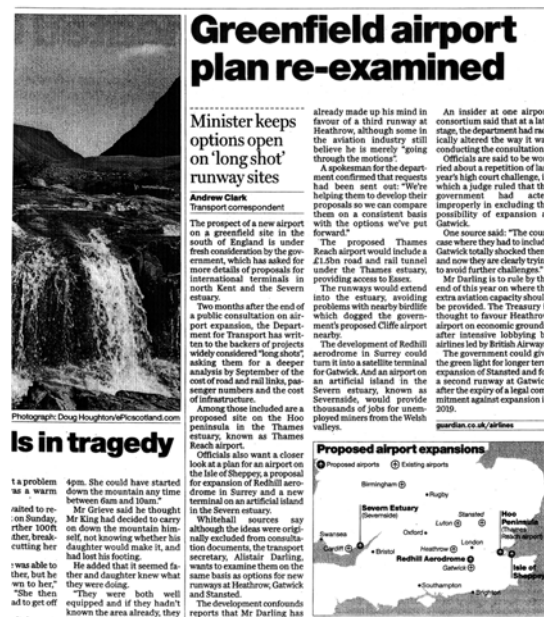 Greenfield airport
plan re-examined
Minister keeps
options open
on ‘long shot’
runway sites
Andrew Clark
Transport correspondent
The prospect of a new airport
on a greenfield site in the
south of England is under
fresh consideration by the gov-
ernment, which has asked for
more details of proposals for
international terminals in
north Kent and the Severn
estuary.
Two months after the end of
a public consultation on air-
port expansion, the Depart-
ment for Transport has writ-
ten to the backers of projects
widely considered "long shots",
asking them for a deeper
analysis by September of the
cost of road and rail links, pas-
senger numbers and the cost
of infrastructure.
Among those included are a
proposed site on the Hoo
peninsula in the Thames
estuary, known as Thames
Reach airport.
Officials also want a closer
look at a plan for an airport on
the Isle of Sheppey, a proposal
for expansion of Redhill aero-
drome in Surrey and a new
terminal on an artificial island
in the Severn estuary.
Whitehall sources say
although the ideas were origi-
nally excluded from consulta-
tion documents, the transport
secretary, Alistair Darling,
wants to examine them on the
same basis as options for new
runways at Heathrow, Gatwick
and Stansted.
The development confounds
reports that Mr Darling has
already made up his mind in
favour of a third runway at
Heathrow, although some in
the aviation industry still
believe he is merely "going
through the motions".
A spokesman for the depart-
ment confirmed that requests
had been sent out: "We're
helping them to develop their
proposals so we can compare
them on a consistent basis
with the options we've put
forward."
The proposed Thames
Reach airport would include a
£1.5bn road and rail tunnel
under the Thames estuary,
providing access to Essex.
The runways would extend
into the estuary, avoiding
problems with nearby birdlife
which dogged the govern-
ment's proposed Cliffe airport
nearby.
The development of Redhill
aerodrome in Surrey could
turn it into a satellite terminal
for Gatwick. And an airport on
an artificial island in the
Severn estuary, known as
Severnside, would provide
thousands of jobs for unem-
ployed miners from the Welsh
valleys.
An insider at one airpor
consortium said that at a lat
stage, the department had rad
ically altered the way it wa
conducting the consultation
Officials are said to be wor
ried about a repetition of las
year's high court challenge, i
which a judge ruled that th
government had acte
improperly in excluding th
possibility of expansion a
Gatwick.
One source said: "The cour
case where they had to includ
Gatwick totally shocked then
and now they are clearly tryin
to avoid further challenges."
Mr Darling is to rule by th
end of this year on where th
extra aviation capacity shoul
be provided. The Treasury i
thought to favour Heathrow
airport on economic ground
after intensive lobbying b
airlines led by British Airway
The government could giv
the green light for longer tern
expansion of Stansted and fo
a second runway at Gatwic
after the expiry of a legal com
mitment against expansion i
2019.
guardian.co.uk/airlines
Photograph: Doug Houghton/ePicscotland.com
ls in tragedy
t a problem
as a warm
vaited to re-
on Sunday,
rther 100ft
ther, break-
cutting her
was able to
ther, but he
wn to her,"
"She then
ad to get off
4pm. She could have started
down the mountain any time
between 6am and 10am."
Mr Grieve said he thought
Mr King had decided to carry
on down the mountain him-
self, not knowing whether his
daughter would make it, and
had lost his footing.
He added that it seemed fa-
ther and daughter knew what
they were doing.
"They were both well
equipped and if they hadn't
known the area already, they
Proposed airport expansions
Proposed airports
Existing airports
Birmingham
Rugby
Severn Estuary
(Severnside)
Stansted
Luton
Hoo
Peninside
(Thames
Reach airport)
Swansea
Oxford
London
Cardiff
Bristol
Heathrow
Redhill Aerodrome
Gatwick
Isle of
Sheppey
Southampton
Brighton